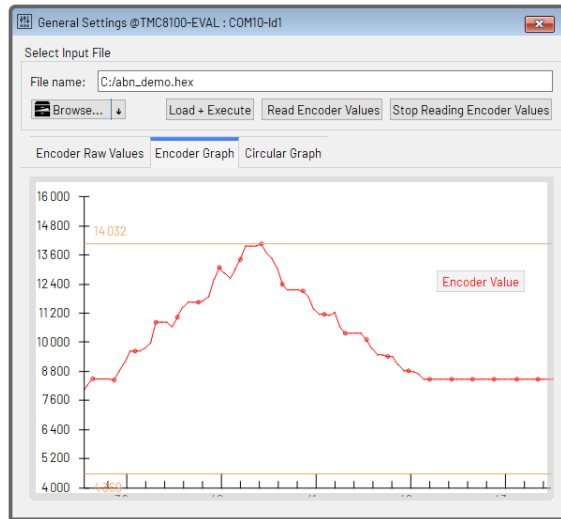 General Settings @TMC8100-EVAL : COM10-Id1
Select Input File
File name: C:/abn_demo.hex
Browse... Load + Execute Read Encoder Values Stop Reading Encoder Values
Encoder Raw Values Encoder Graph Circular Graph
16 000
14 800
14 032
13 600
12 400
Encoder Value
11 200
10 000
8 800
7 600
6 400
5 200
4 000